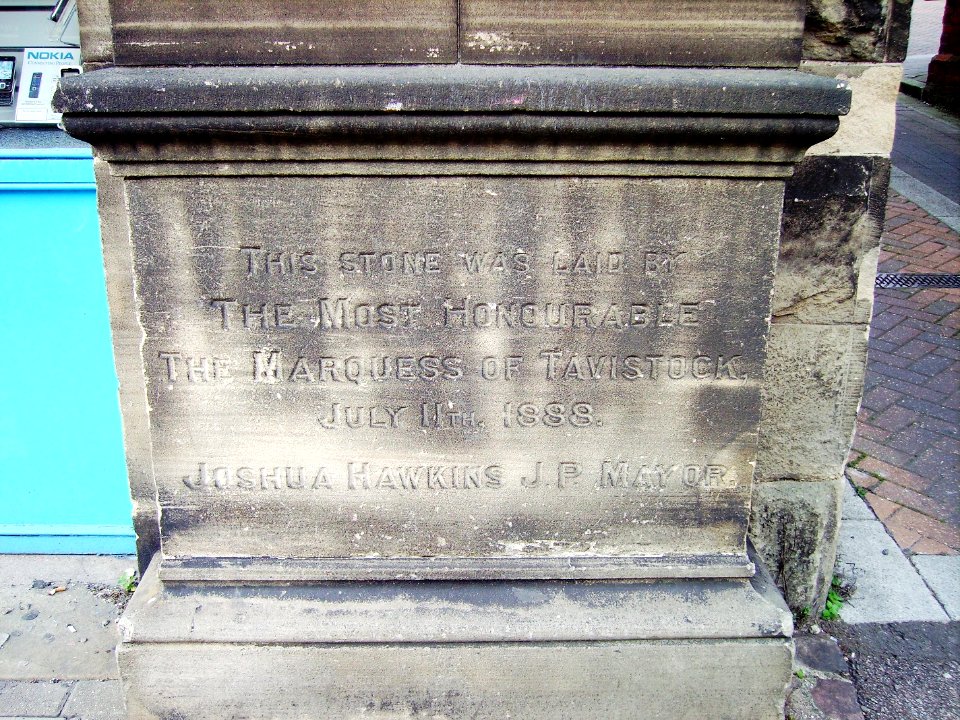 NOKIA
THIS STONE WAS LAID BY
THE MOST HONOURABLE
THE MARQUESS OF TAVISTOCK.
JULY 11TH. 1888.
JOSHUA HAWKINS J.P. MAYOR.